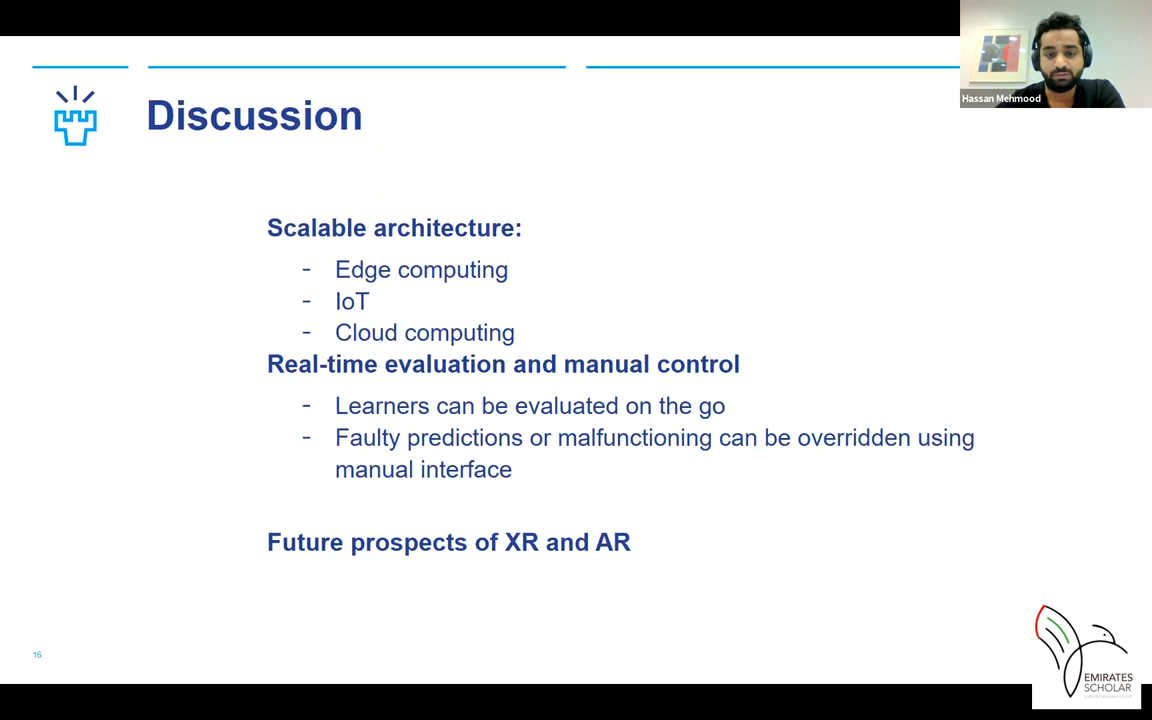 Hassan Mehmood
Discussion
Scalable architecture:
- Edge computing
- IoT
- Cloud computing
Real-time evaluation and manual control
- Learners can be evaluated on the go
- Faulty predictions or malfunctioning can be overridden using
manual interface
Future prospects of XR and AR
16
EMIRATES
SCHOLAR